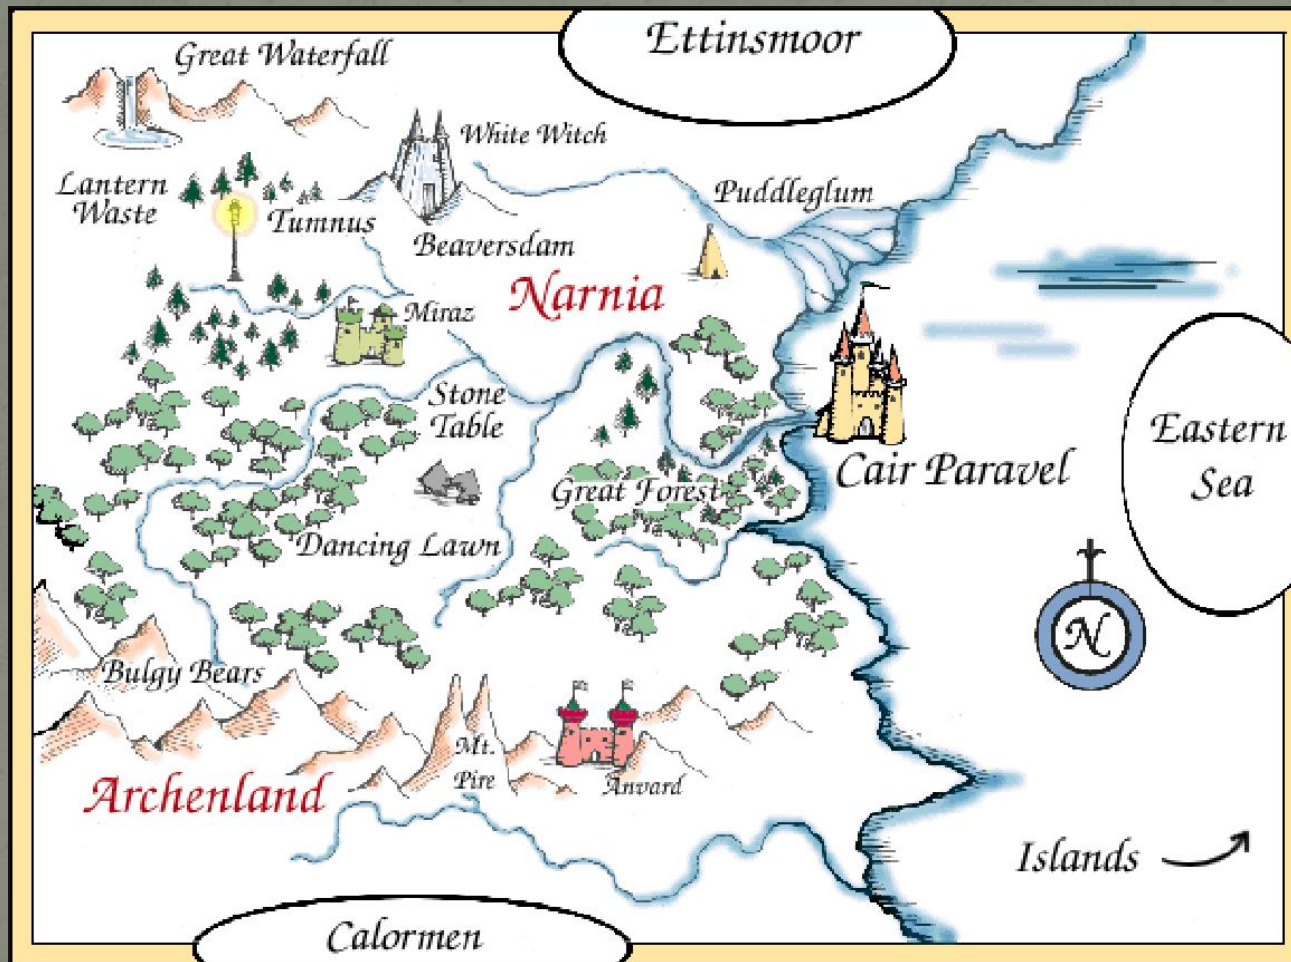 Ettinsmoor
Great Waterfall
White Witch
Lantern
Waste
Tumnus
Puddleglum
Beaversdam
Narnia
Miraz
Stone
Table
Eastern
Sea
Cair Paravel
Great Forest
Dancing Lawn
N
Bulgy Bears
Mt.
Pire
Anvard
Archenland
Islands
Calormen